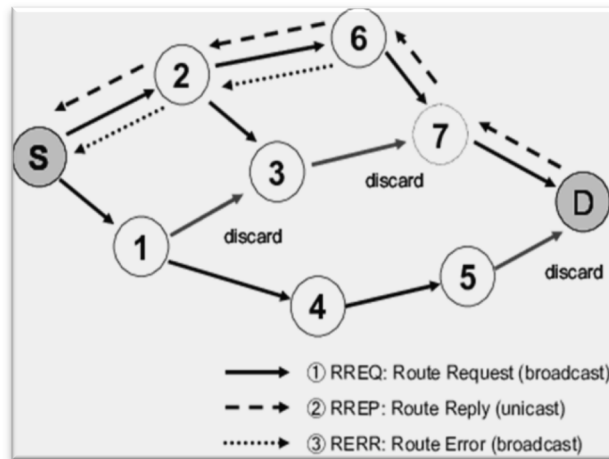 6
2
S
7
3
discard
D
1
discard
5
discard
4
① RREQ: Route Request (broadcast)
② RREP: Route Reply (unicast)
③ RERR: Route Error (broadcast)